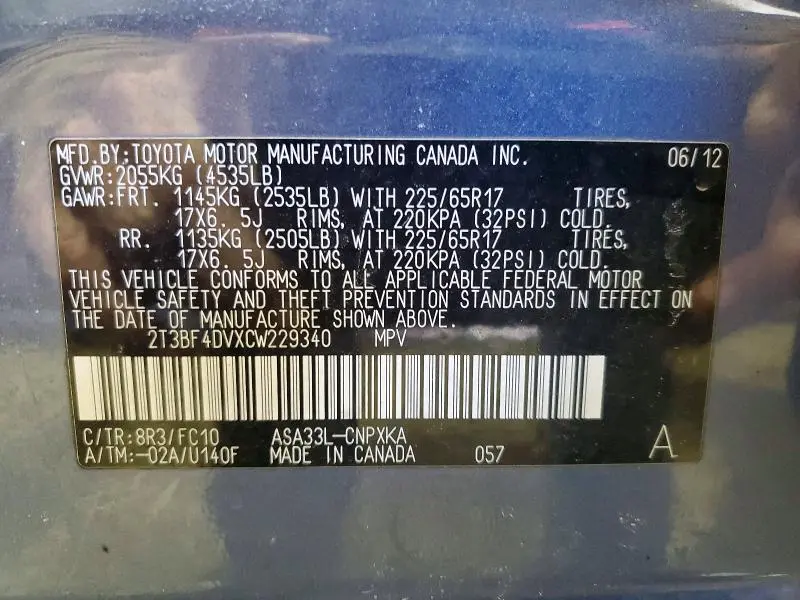 MFD.BY:TOYOTA MOTOR MANUFACTURING CANADA INC. 06/12
GVWR:2055KG (4535LB)
GAWR:FRT. 1145KG (2535LB) WITH 225/65R17 TIRES,
17X6. 5J RIMS, AT 220KPA (32PSI) COLD.
RR. 1135KG (2505LB) WITH 225/65R17 TIRES,
17X6. 5J RIMS, AT 220KPA (32PSI) COLD.
THIS VEHICLE CONFORMS TO ALL APPLICABLE FEDERAL MOTOR
VEHICLE SAFETY AND THEFT PREVENTION STANDARDS IN EFFECT ON
THE DATE OF MANUFACTURE SHOWN ABOVE.
2T3BF4DVXCW229340 MPV
C/TR:8R3/FC10 ASA33L-CNPXKA
A/TM:-02A/U140F MADE IN CANADA 057 A